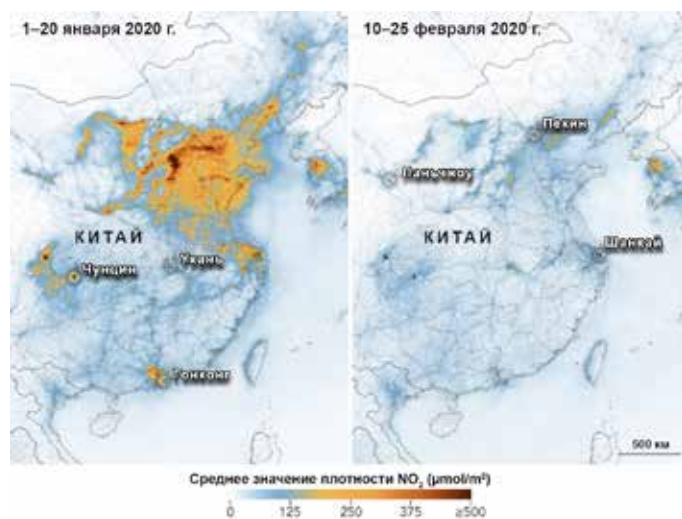 1–20 января 2020 г.
10–25 февраля 2020 г.
Пекин
Ланьчжоу
КИТАЙ
КИТАЙ
Ухань
Шанхай
Чунцин
Гонконг
500 км
Среднее значение плотности NO₂ (µmol/m²)
0 125 250 375 ≥500